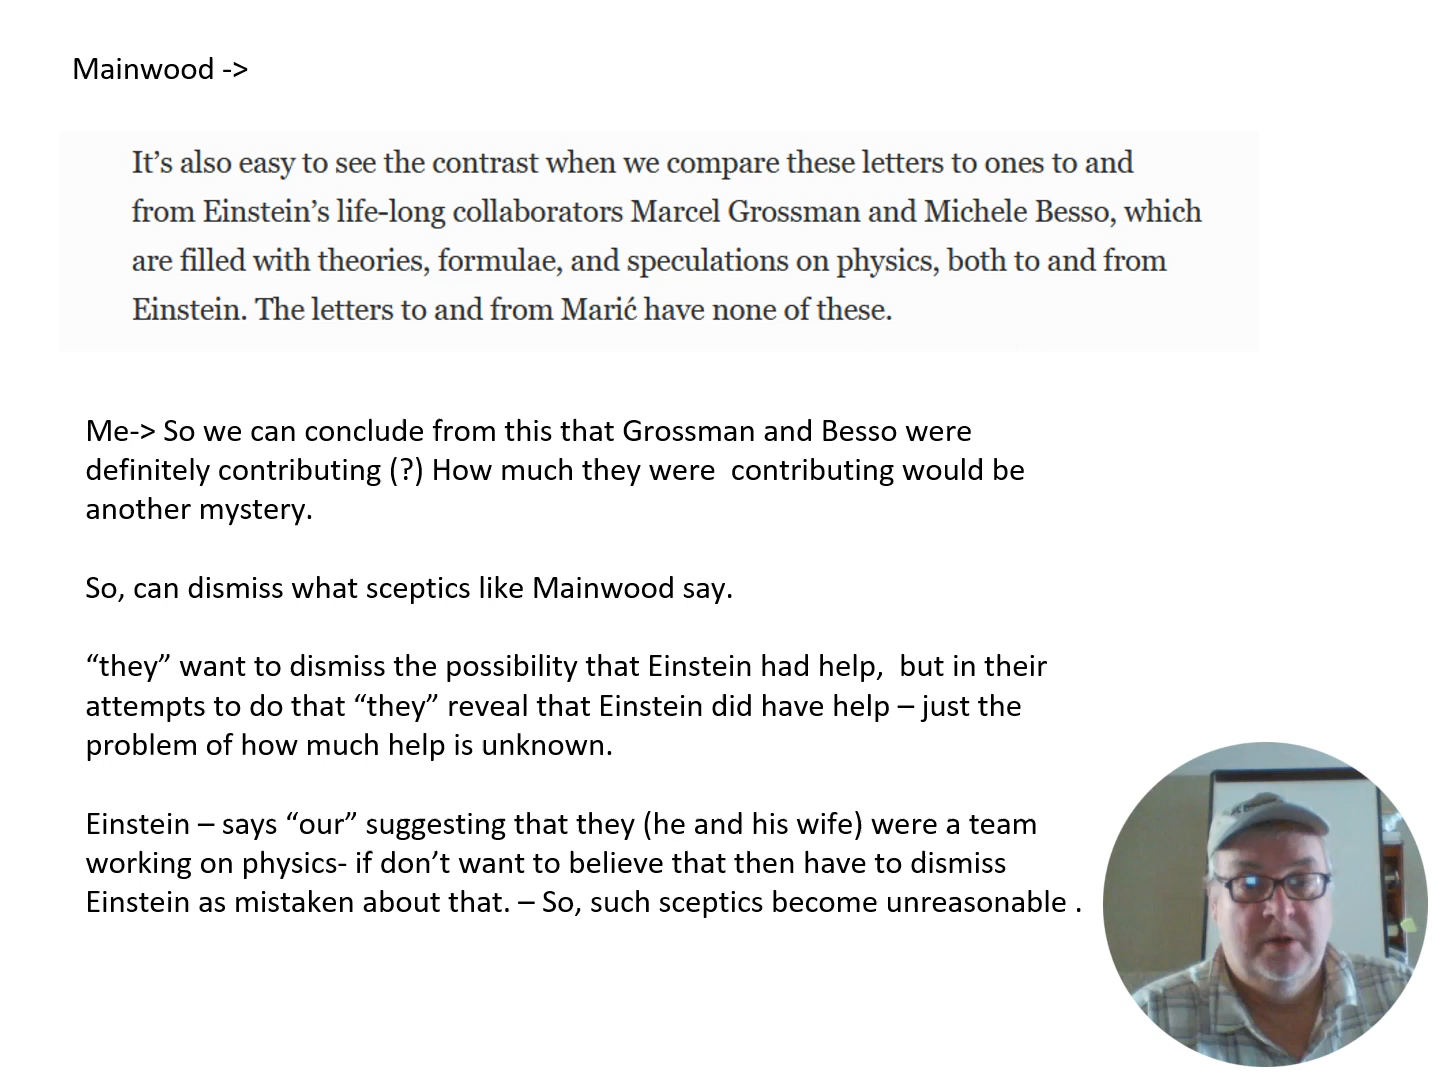 Mainwood ->
It’s also easy to see the contrast when we compare these letters to ones to and
from Einstein’s life-long collaborators Marcel Grossman and Michele Besso, which
are filled with theories, formulae, and speculations on physics, both to and from
Einstein. The letters to and from Marić have none of these.
Me-> So we can conclude from this that Grossman and Besso were
definitely contributing (?) How much they were  contributing would be
another mystery.
So, can dismiss what sceptics like Mainwood say.
“they” want to dismiss the possibility that Einstein had help,  but in their
attempts to do that “they” reveal that Einstein did have help – just the
problem of how much help is unknown.
Einstein – says “our” suggesting that they (he and his wife) were a team
working on physics- if don’t want to believe that then have to dismiss
Einstein as mistaken about that. – So, such sceptics become unreasonable .